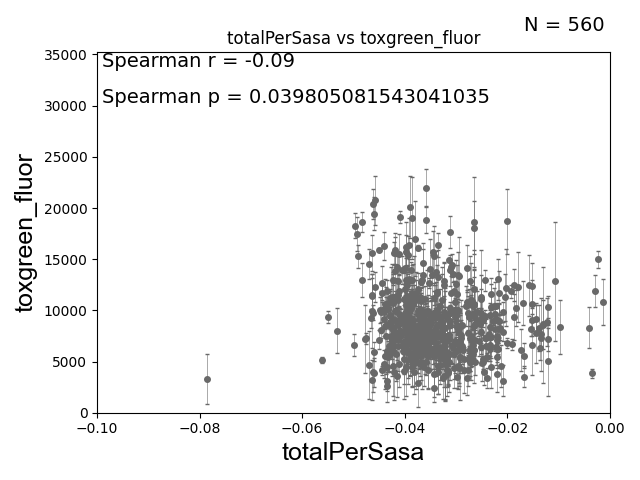 N = 560
totalPerSasa vs toxgreen_fluor
Spearman r = -0.09
Spearman p = 0.039805081543041035
toxgreen_fluor
35000
30000
25000
20000
15000
10000
5000
0
−0.10
−0.08
−0.06
−0.04
−0.02
0.00
totalPerSasa